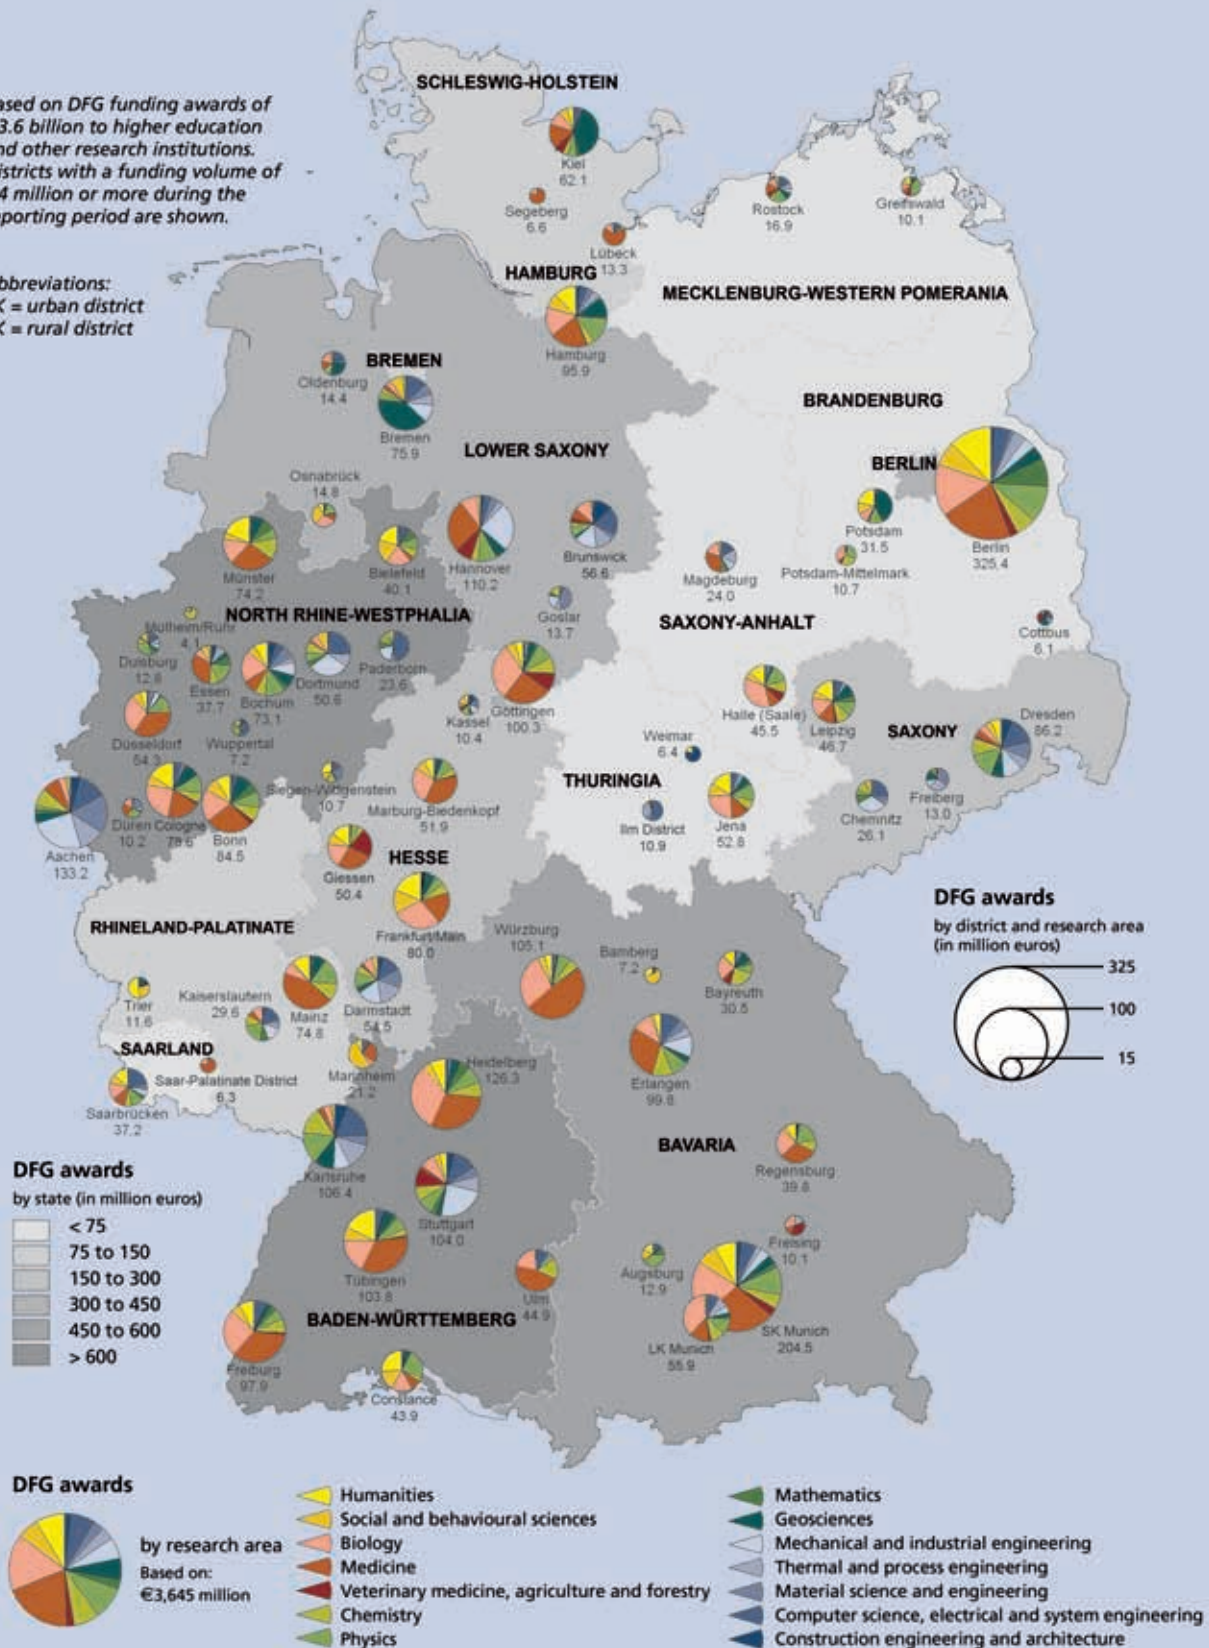 ased on DFG funding awards of
3.6 billion to higher education
nd other research institutions.
istricts with a funding volume of
4 million or more during the
porting period are shown.
bbreviations:
K = urban district
K = rural district
SCHLESWIG-HOLSTEIN
Kiel
62.1
Segeberg
6.6
Lübeck
13.3
Rostock
16.9
Greifswald
10.1
HAMBURG
Hamburg
95.9
MECKLENBURG-WESTERN POMERANIA
Oldenburg
14.4
BREMEN
Bremen
75.9
BRANDENBURG
LOWER SAXONY
BERLIN
Berlin
325.4
Potsdam
31.5
Potsdam-Mittelmark
10.7
Osnabrück
14.8
Münster
74.2
Bielefeld
40.1
Hannover
110.2
Brunswick
56.6
Magdeburg
24.0
Goslar
13.7
Cottbus
6.1
NORTH RHINE-WESTPHALIA
SAXONY-ANHALT
Mülheim/Ruhr
4.1
Duisburg
12.8
Essen
37.7
Bochum
73.1
Dortmund
50.6
Paderborn
23.6
Göttingen
100.3
Kassel
10.4
Halle (Saale)
45.5
Leipzig
46.7
SAXONY
Dresden
86.2
Düsseldorf
54.3
Wuppertal
7.2
Weimar
6.4
THURINGIA
Siegen-Wittgenstein
10.7
Marburg-Biedenkopf
51.9
Ilm District
10.9
Jena
52.8
Chemnitz
26.1
Freiberg
13.0
Aachen
133.2
Düren
10.2
Cologne
78.6
Bonn
84.5
Giessen
50.4
HESSE
Frankfurt/Main
80.0
RHINELAND-PALATINATE
Würzburg
105.1
Bamberg
7.2
Bayreuth
30.5
DFG awards
by district and research area
(in million euros)
325
100
15
Trier
11.6
Kaiserslautern
29.6
Mainz
74.8
Darmstadt
54.5
SAARLAND
Saar-Palatinate District
6.3
Saarbrücken
37.2
Mannheim
21.2
Heidelberg
126.3
Erlangen
99.8
BAVARIA
Karlsruhe
106.4
Stuttgart
104.0
Regensburg
39.8
Freising
10.1
Augsburg
12.9
Tübingen
103.8
Ulm
44.9
BADEN-WÜRTTEMBERG
SK Munich
204.5
LK Munich
55.9
Freiburg
97.9
Constance
43.9
DFG awards
by state (in million euros)
< 75
75 to 150
150 to 300
300 to 450
450 to 600
> 600
DFG awards
by research area
Based on:
€3,645 million
Humanities
Social and behavioural sciences
Biology
Medicine
Veterinary medicine, agriculture and forestry
Chemistry
Physics
Mathematics
Geosciences
Mechanical and industrial engineering
Thermal and process engineering
Material science and engineering
Computer science, electrical and system engineering
Construction engineering and architecture